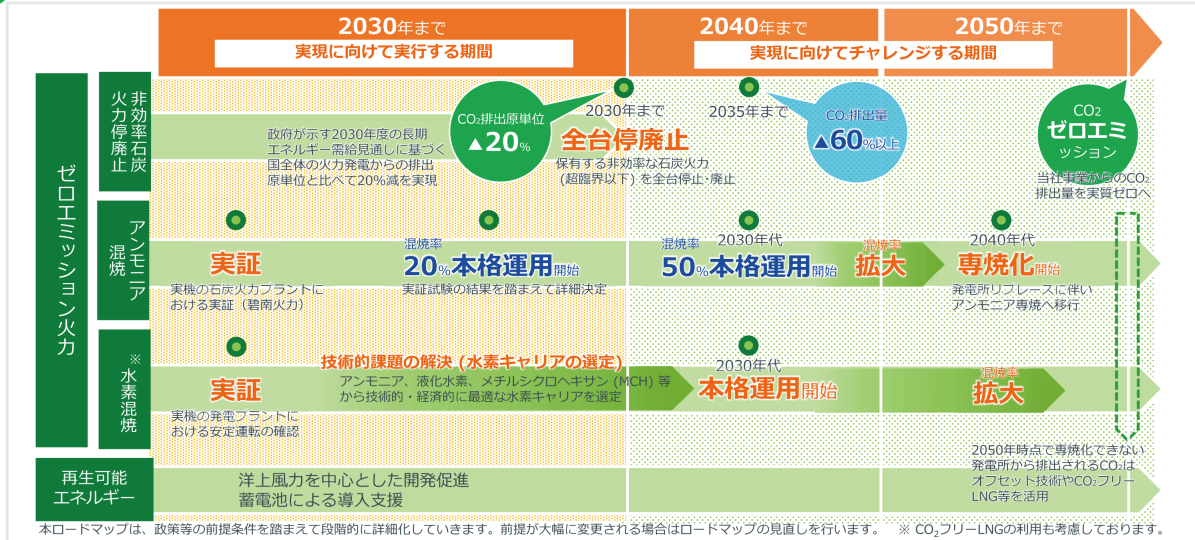 2030年まで
実現に向けて実行する期間
2040年まで
2050年まで
実現に向けてチャレンジする期間
ゼロエミッション火力
非効率石炭
火力停廃止
政府が示す2030年度の長期
エネルギー需給見通しに基づく
国全体の火力発電からの排出
原単位と比べて20%減を実現
CO₂排出原単位
▲20%
2030年まで
全台停廃止
保有する非効率な石炭火力
(超臨界以下) を全台停止・廃止
2035年まで
CO₂排出量
▲60%以上
CO₂
ゼロエミ
ッション
当社事業からのCO₂
排出量を実質ゼロへ
アンモニア
混焼
実証
実機の石炭火力プラントに
おける実証（碧南火力）
混焼率
20%本格運用開始
実証試験の結果を踏まえて詳細決定
2030年代
混焼率
50%本格運用開始
混焼率
拡大
2040年代
専焼化開始
発電所リプレースに伴い
アンモニア専焼へ移行
※水素混焼
実証
実機の発電プラントに
おける安定運転の確認
技術的課題の解決 (水素キャリアの選定)
アンモニア、液化水素、メチルシクロヘキサン (MCH) 等
から技術的・経済的に最適な水素キャリアを選定
2030年代
本格運用開始
混焼率
拡大
再生可能
エネルギー
洋上風力を中心とした開発促進
蓄電池による導入支援
2050年時点で専焼化できない
発電所から排出されるCO₂は
オフセット技術やCO₂フリー
LNG等を活用
本ロードマップは、政策等の前提条件を踏まえて段階的に詳細化していきます。前提が大幅に変更される場合はロードマップの見直しを行います。　※ CO₂フリーLNGの利用も考慮しております。